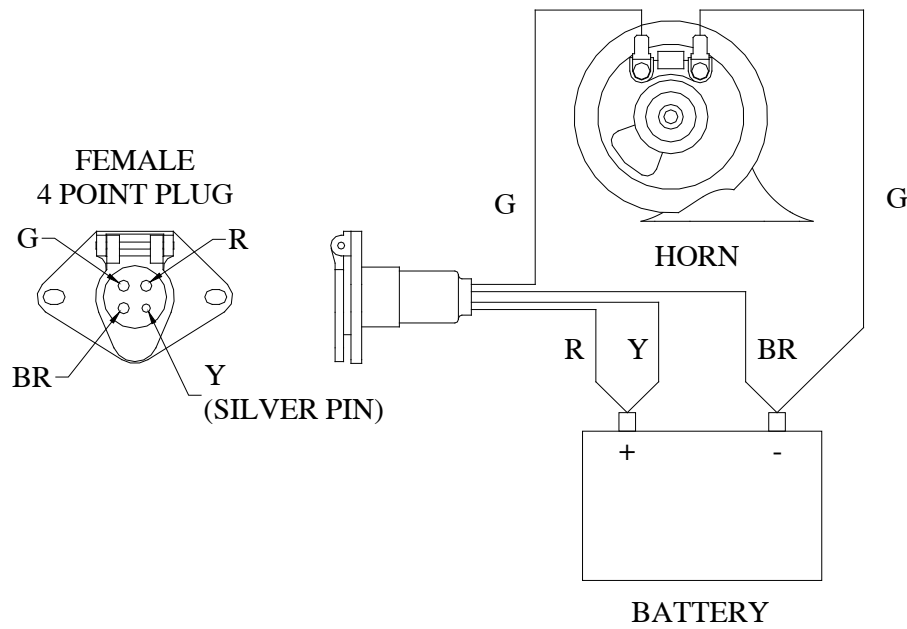 FEMALE
4 POINT PLUG
G
R
BR
Y
(SILVER PIN)
G
HORN
G
R
Y
BR
+
-
BATTERY